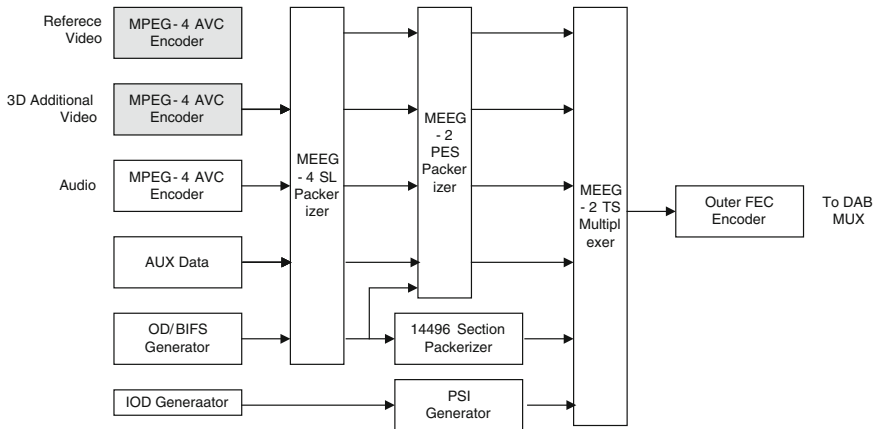 Referece
Video
MPEG-4 AVC
Encoder
3D Additional
Video
MPEG-4 AVC
Encoder
Audio
MPEG-4 AVC
Encoder
AUX Data
OD/BIFS
Generator
IOD Generaator
MEEG
-4 SL
Packer
izer
MEEG
-2
PES
Packer
izer
14496 Section
Packerizer
PSI
Generator
MEEG
-2 TS
Multipl
exer
Outer FEC
Encoder
To DAB
MUX